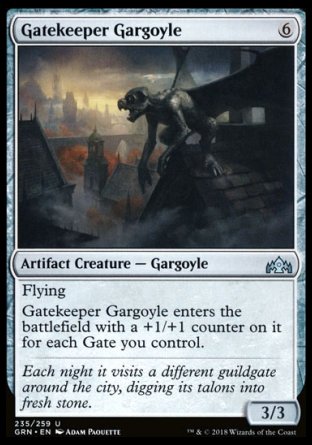 Gatekeeper Gargoyle 6
Artifact Creature — Gargoyle
Flying
Gatekeeper Gargoyle enters the
battlefield with a +1/+1 counter on it
for each Gate you control.
Each night it visits a different guildgate
around the city, digging its talons into
fresh stone.
3/3
235/259 U
GRN • EN ADAM PAQUETTE ™ & © 2018 Wizards of the Coast